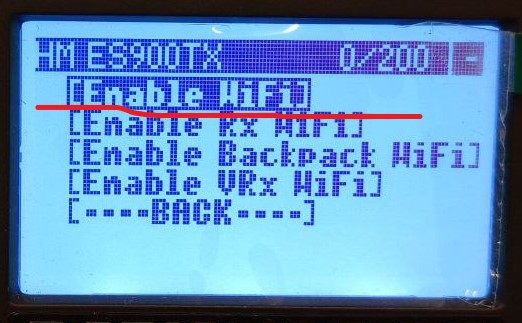 HM ES900TX 0/200 -
[Enable WiFi]
[Enable Rx WiFi]
[Enable Backpack WiFi]
[Enable VRx WiFi]
[----BACK----]